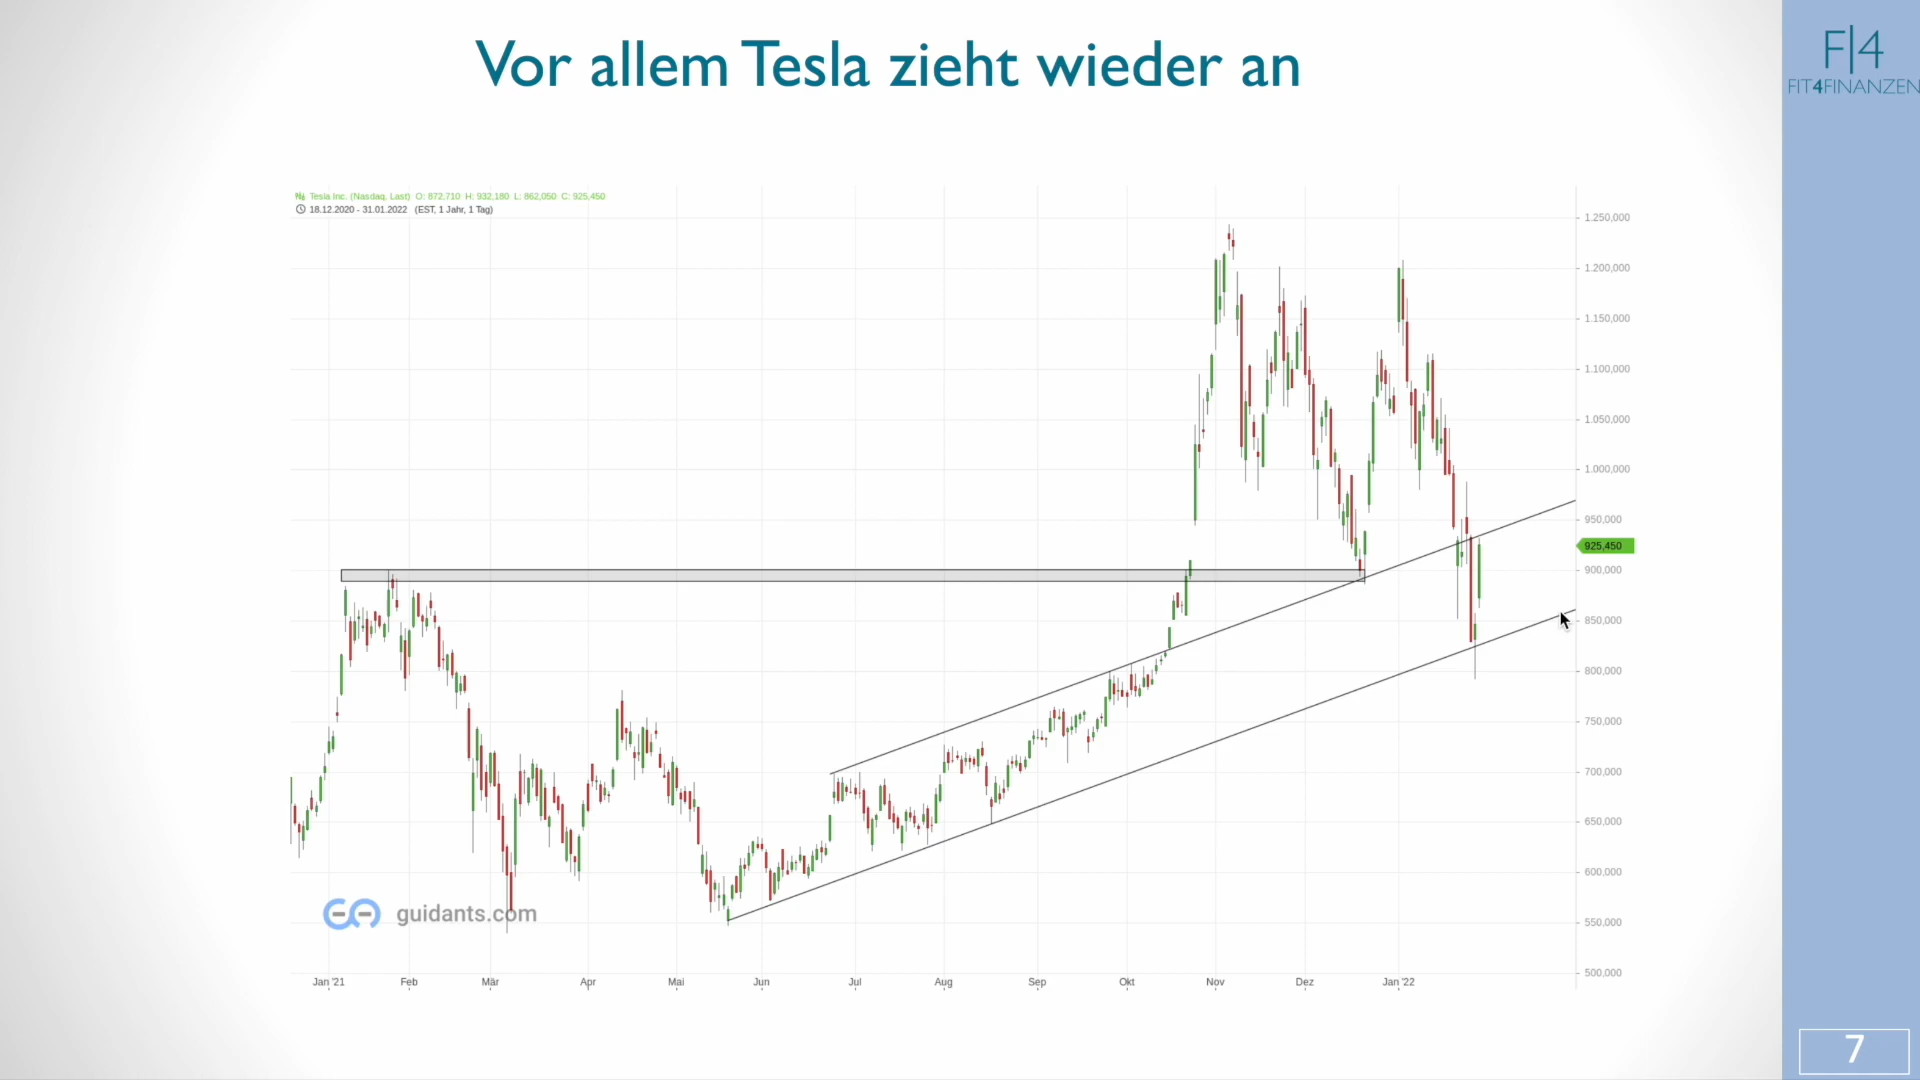 Vor allem Tesla zieht wieder an
F|4
FIT4FINANZEN
Tesla Inc. (Nasdaq, Last) O: 872,710 H: 932,180 L: 862,050 C: 925,450
18.12.2020 - 31.01.2022 (EST, 1 Jahr, 1 Tag)
1.250,000
1.200,000
1.150,000
1.100,000
1.050,000
1.000,000
950,000
925,450
900,000
850,000
800,000
750,000
700,000
650,000
600,000
550,000
500,000
guidants.com
Jan '21 Feb Mär Apr Mai Jun Jul Aug Sep Okt Nov Dez Jan '22
7